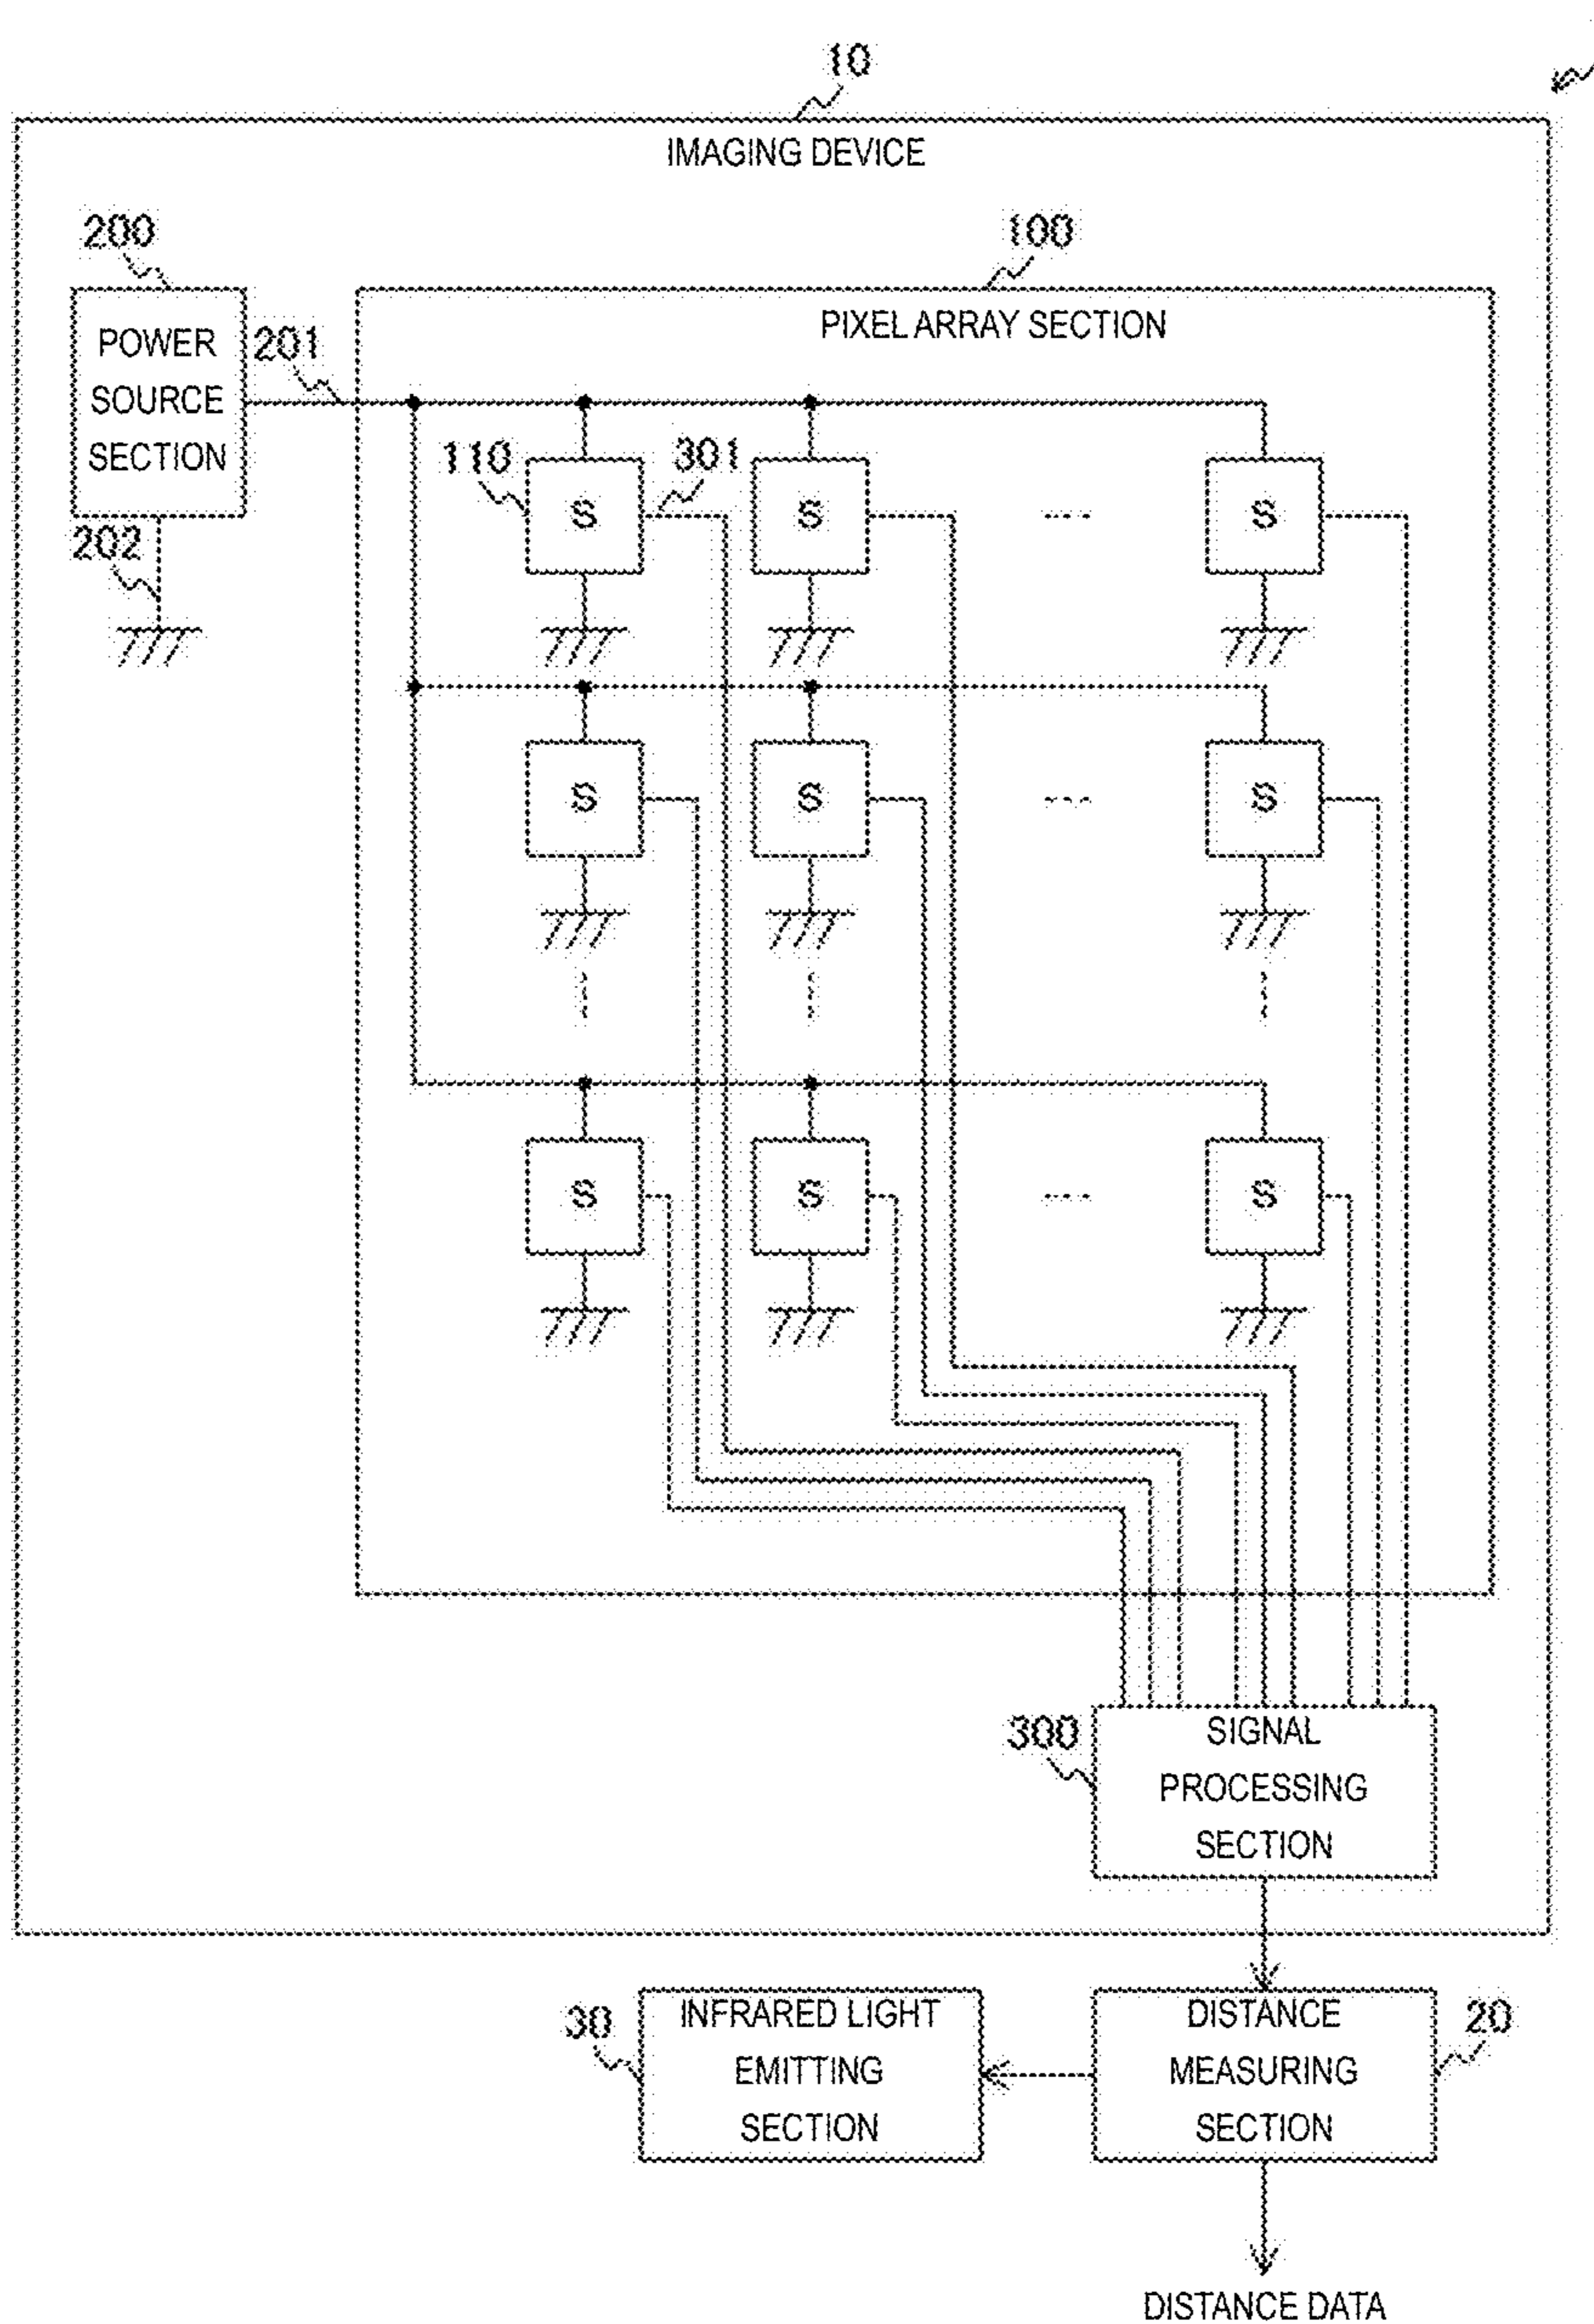 10
IMAGING DEVICE
200
100
POWER
SOURCE
SECTION
201
PIXEL ARRAY SECTION
110
301
S S ---- S
202
S S ---- S
S S ---- S
300
SIGNAL
PROCESSING
SECTION
30
INFRARED LIGHT
EMITTING
SECTION
DISTANCE
MEASURING
SECTION
20
DISTANCE DATA